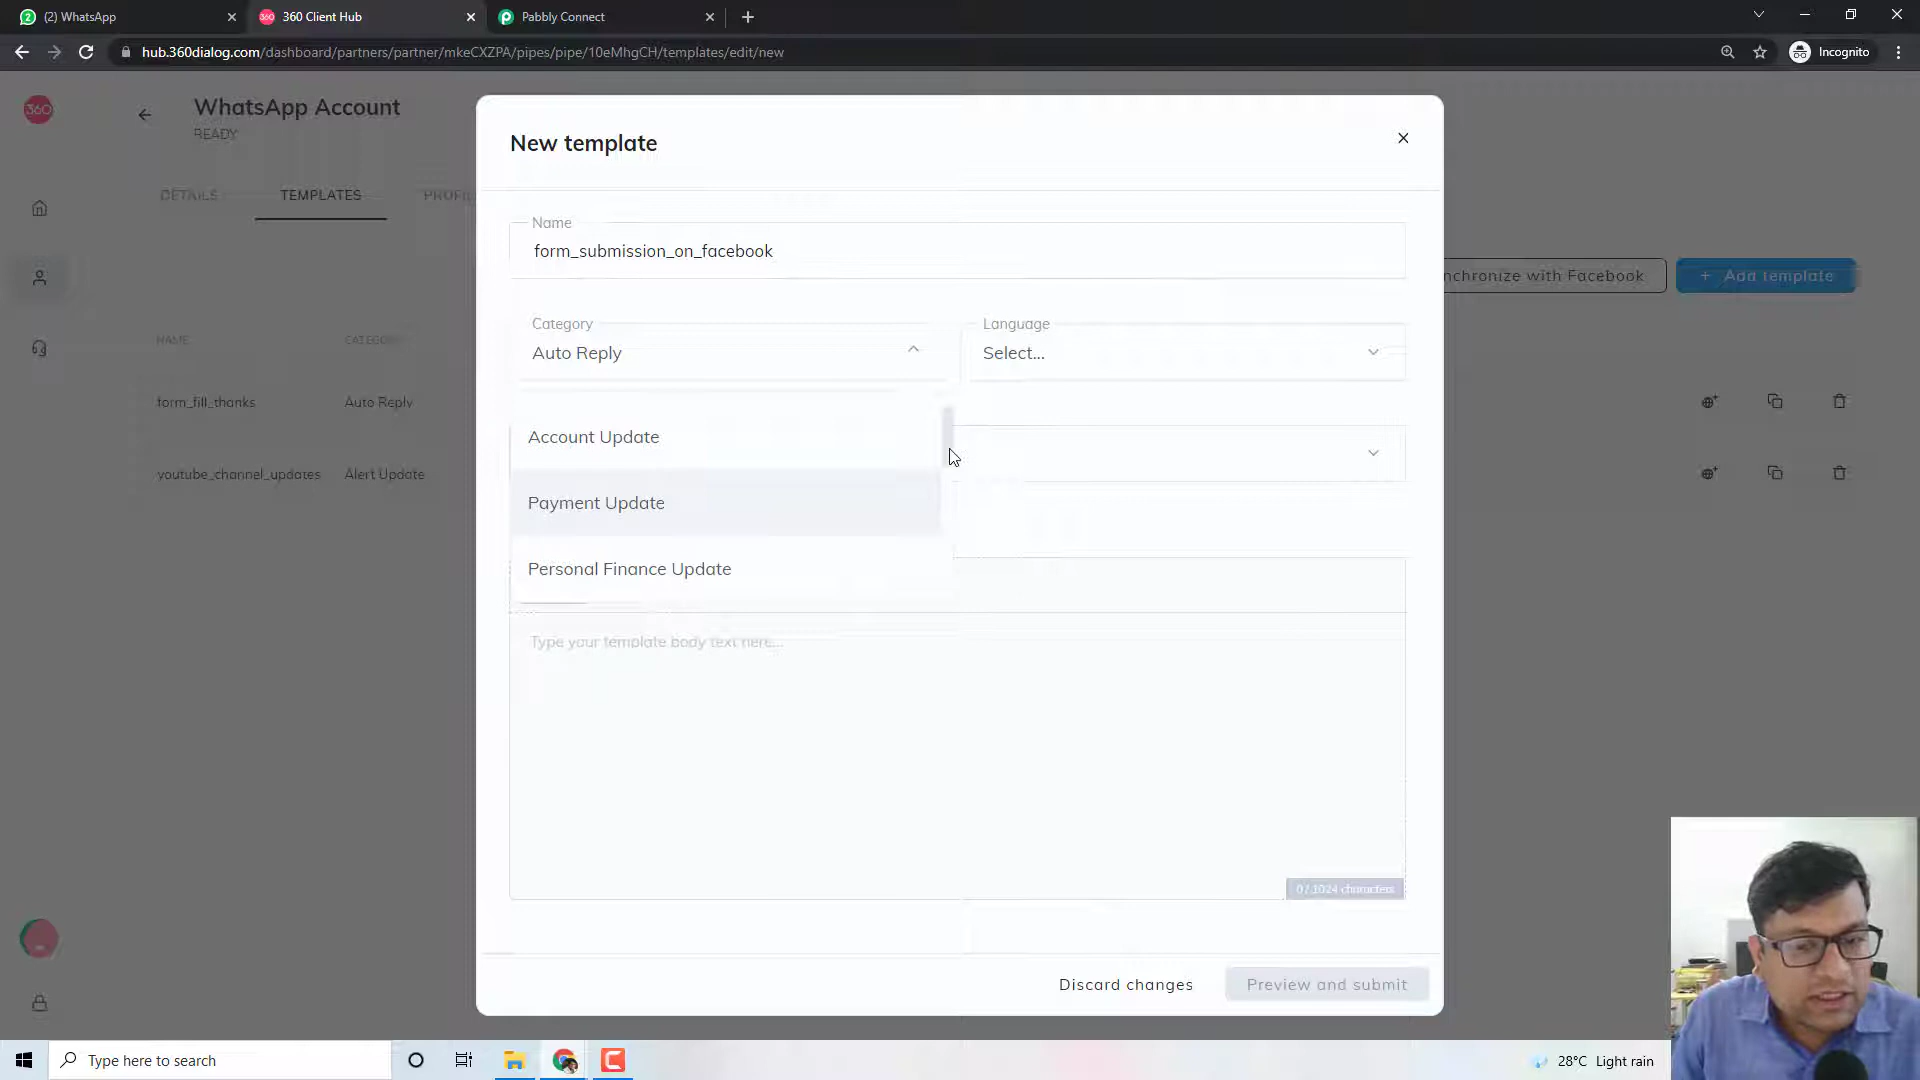 (2) WhatsApp
360 Client Hub
Pabbly Connect
hub.360dialog.com/dashboard/partners/partner/mkeCXZPA/pipes/pipe/10eMhgCH/templates/edit/new
Incognito
360
WhatsApp Account
READY
DETAILS
TEMPLATES
PROFIL
nchronize with Facebook
+ Add template
NAME
CATEGO
form_fill_thanks
Auto Reply
youtube_channel_updates
Alert Update
New template
Name
form_submission_on_facebook
Category
Auto Reply
Language
Select...
Account Update
Payment Update
Personal Finance Update
Type your template body text here...
0 / 1024 characters
Discard changes
Preview and submit
Type here to search
28°C Light rain